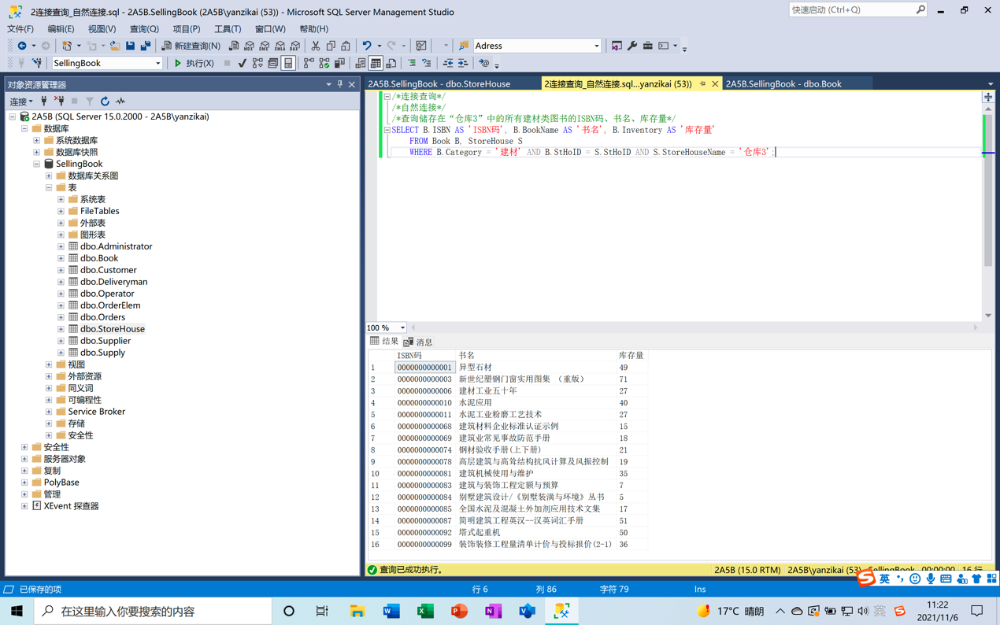 2连接查询_自然连接.sql - 2A5B.SellingBook (2A5B\yanzikai (53)) - Microsoft SQL Server Management Studio
快速启动 (Ctrl+Q)
文件(F) 编辑(E) 视图(V) 查询(Q) 项目(P) 工具(T) 窗口(W) 帮助(H)
新建查询(N) MDX DMX XMLA DAX Adress
SellingBook 执行(X)
对象资源管理器
2A5B.SellingBook - dbo.StoreHouse 2连接查询_自然连接.sql...yanzikai (53)) 2A5B.SellingBook - dbo.Book
连接
2A5B (SQL Server 15.0.2000 - 2A5B\yanzikai)
数据库
系统数据库
数据库快照
SellingBook
数据库关系图
表
系统表
FileTables
外部表
图形表
dbo.Administrator
dbo.Book
dbo.Customer
dbo.Deliveryman
dbo.Operator
dbo.OrderElem
dbo.Orders
dbo.StoreHouse
dbo.Supplier
dbo.Supply
视图
外部资源
同义词
可编程性
Service Broker
存储
安全性
安全性
服务器对象
复制
PolyBase
管理
XEvent 探查器
/*连接查询*/
/*自然连接*/
/*查询储存在“仓库3”中的所有建材类图书的ISBN码、书名、库存量*/
SELECT B.ISBN AS 'ISBN码', B.BookName AS '书名', B.Inventory AS '库存量'
FROM Book B, StoreHouse S
WHERE B.Category = '建材' AND B.StHoID = S.StHoID AND S.StoreHouseName = '仓库3';
100 %
结果 消息
ISBN码 书名 库存量
1 0000000000001 异型石材 49
2 0000000000003 新世纪塑钢门窗实用图集 （重版） 71
3 0000000000006 建材工业五十年 27
4 0000000000010 水泥应用 40
5 0000000000011 水泥工业粉磨工艺技术 27
6 0000000000068 建筑材料企业标准认证示例 15
7 0000000000069 建筑业常见事故防范手册 18
8 0000000000074 钢材验收手册(上下册) 21
9 0000000000078 高层建筑与高耸结构抗风计算及风振控制 19
10 0000000000081 建筑机械使用与维护 35
11 0000000000083 建筑与装饰工程定额与预算 7
12 0000000000084 别墅建筑设计/《别墅装潢与环境》丛书 5
13 0000000000085 全国水泥及混凝土外加剂应用技术文集 17
14 0000000000087 简明建筑工程英汉--汉英词汇手册 51
15 0000000000092 塔式起重机 50
16 0000000000099 装饰装修工程量清单计价与投标报价(2-1) 36
查询已成功执行。 2A5B (15.0 RTM) 2A5B\yanzikai (53) SellingBook 00:00:00 16 行
英
已保存的项 行 6 列 86 字符 79 Ins
在这里输入你要搜索的内容
17°C 晴朗 英
11:22
2021/11/6